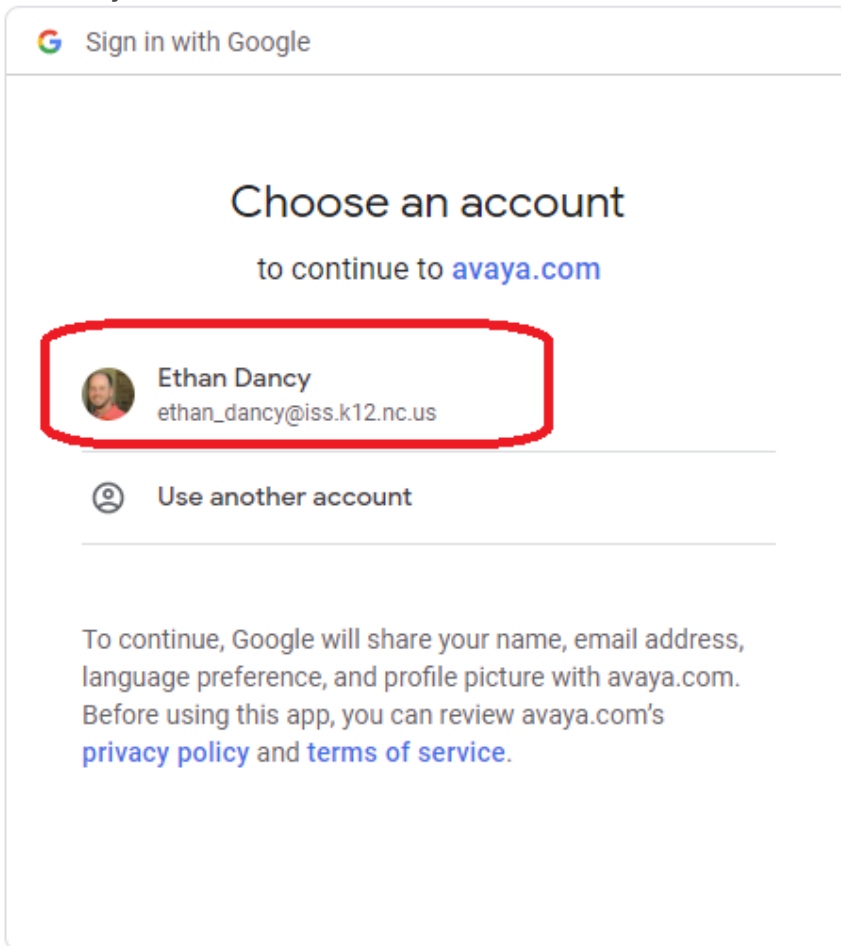 Sign in with Google
Choose an account
to continue to avaya.com
Ethan Dancy
ethan_dancy@iss.k12.nc.us
Use another account
To continue, Google will share your name, email address,
language preference, and profile picture with avaya.com.
Before using this app, you can review avaya.com's
privacy policy and terms of service.